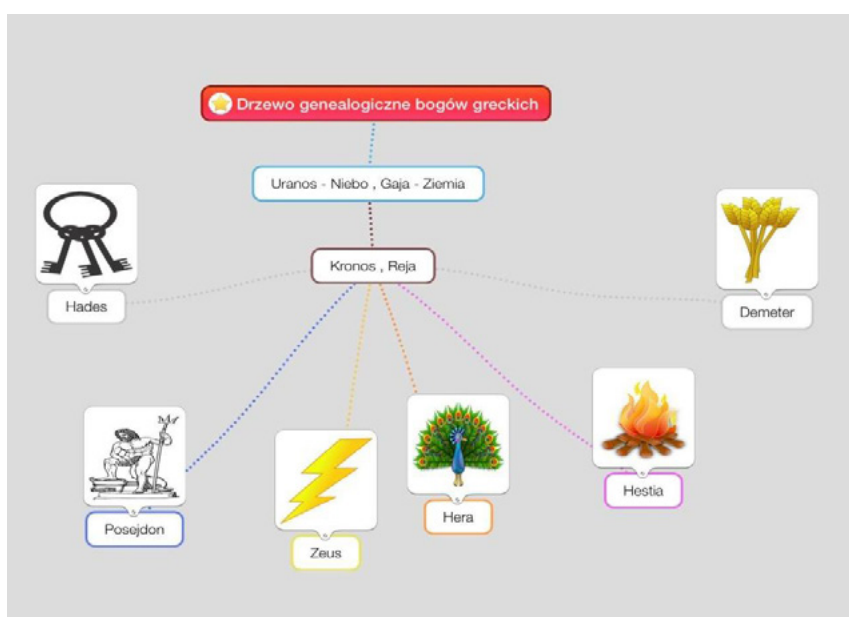 Drzewo genealogiczne bogów greckich
Uranos - Niebo , Gaja - Ziemia
Kronos , Reja
Hades
Demeter
Posejdon
Zeus
Hera
Hestia